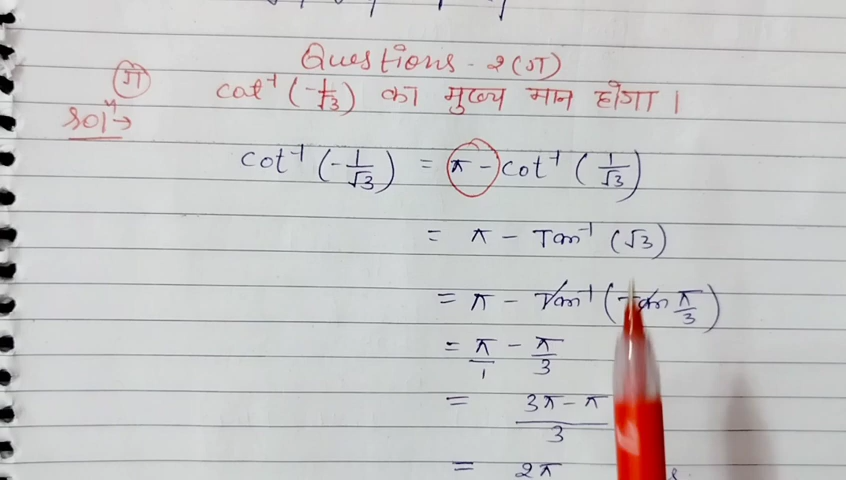 Questions - 2(ग)
(ग) cot⁻¹(-1/√3) का मुख्य मान होगा।
Solⁿ→
cot⁻¹(-1/√3) = π - cot⁻¹(1/√3)
= π - Tan⁻¹(√3)
= π - Tan⁻¹(Tan π/3)
= π/1 - π/3
= 3π - π/3
= 2π